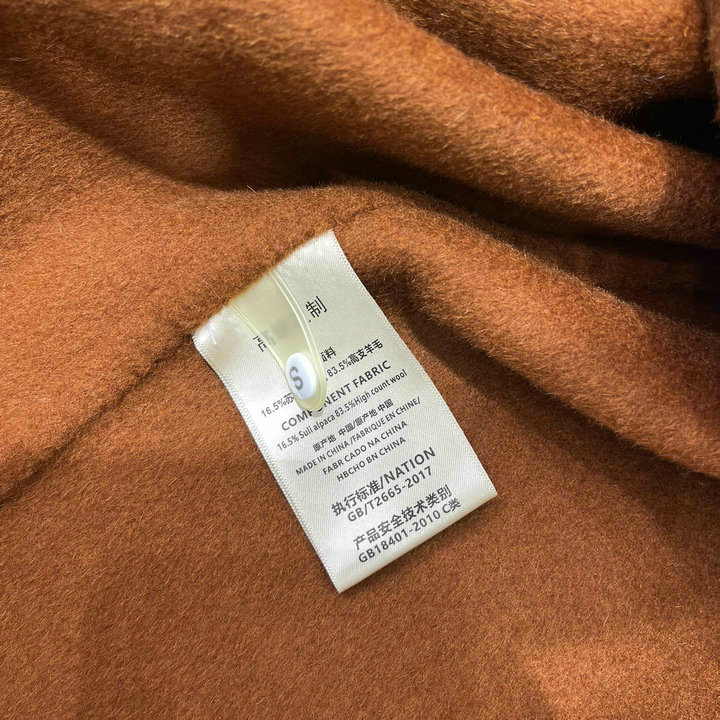 高 制
S
面料
16.5%苏 83.5%高支羊毛
COMPONENT FABRIC
16.5% Suli alpaca 83.5%High count wool
原产地 中国/原产地 中国
MADE IN CHINA /FABRIQUE EN CHINE/
FABR CADO NA CHINA
HBCHO BN CHINA
执行标准/NATION
GB/T2665-2017
产品安全技术类别
GB18401-2010 C类